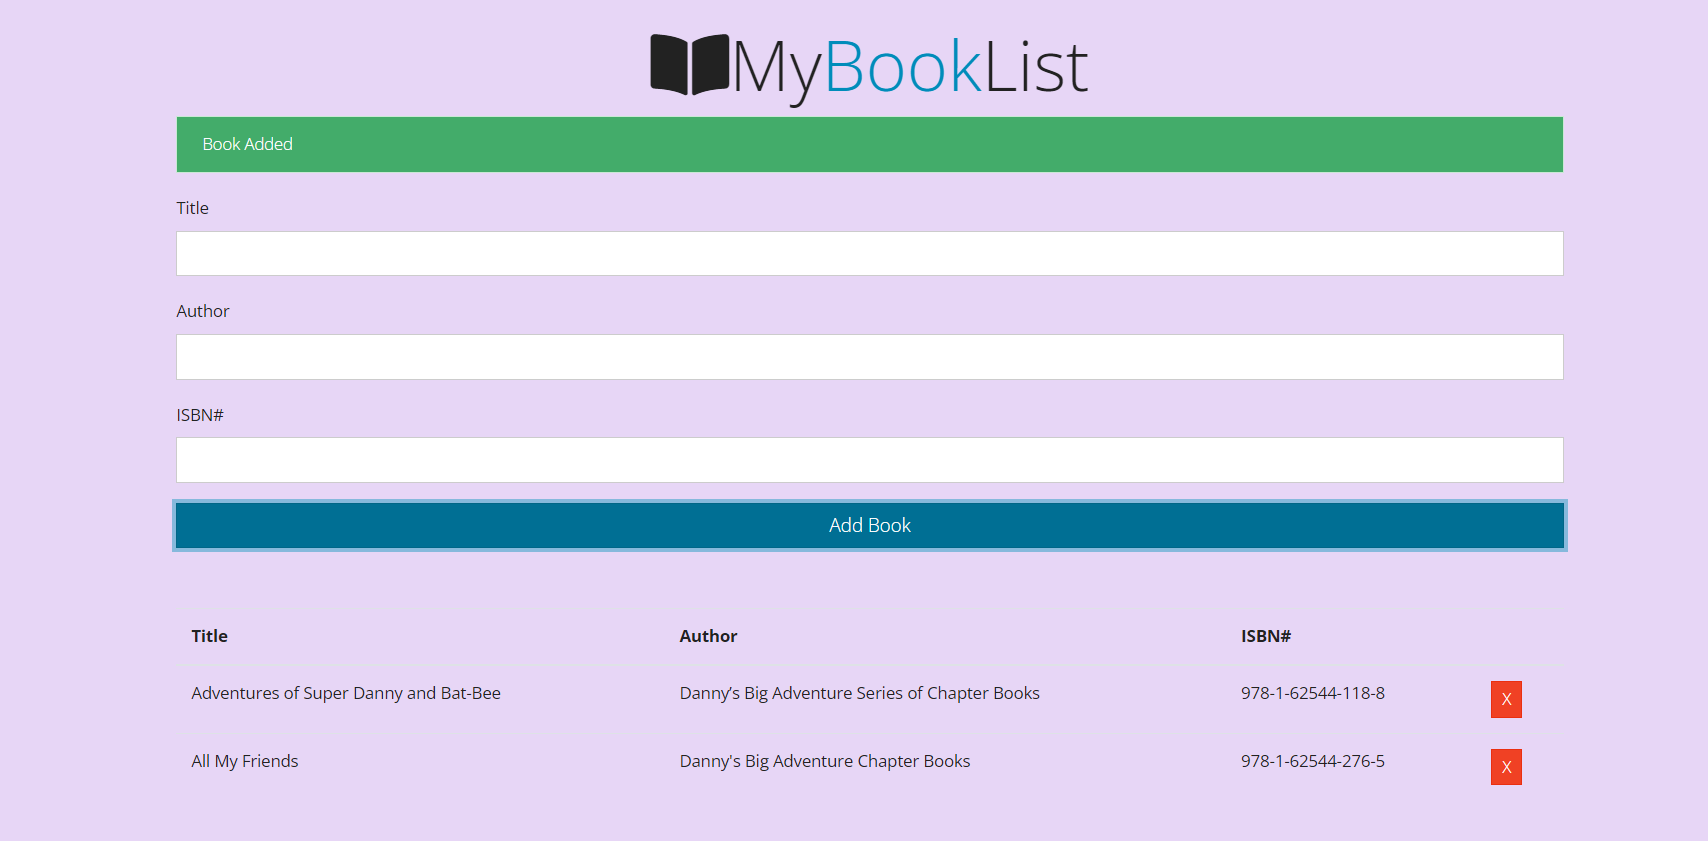 MyBookList
Book Added
Title
Author
ISBN#
Add Book
Title Author ISBN#
Adventures of Super Danny and Bat-Bee Danny’s Big Adventure Series of Chapter Books 978-1-62544-118-8 X
All My Friends Danny's Big Adventure Chapter Books 978-1-62544-276-5 X